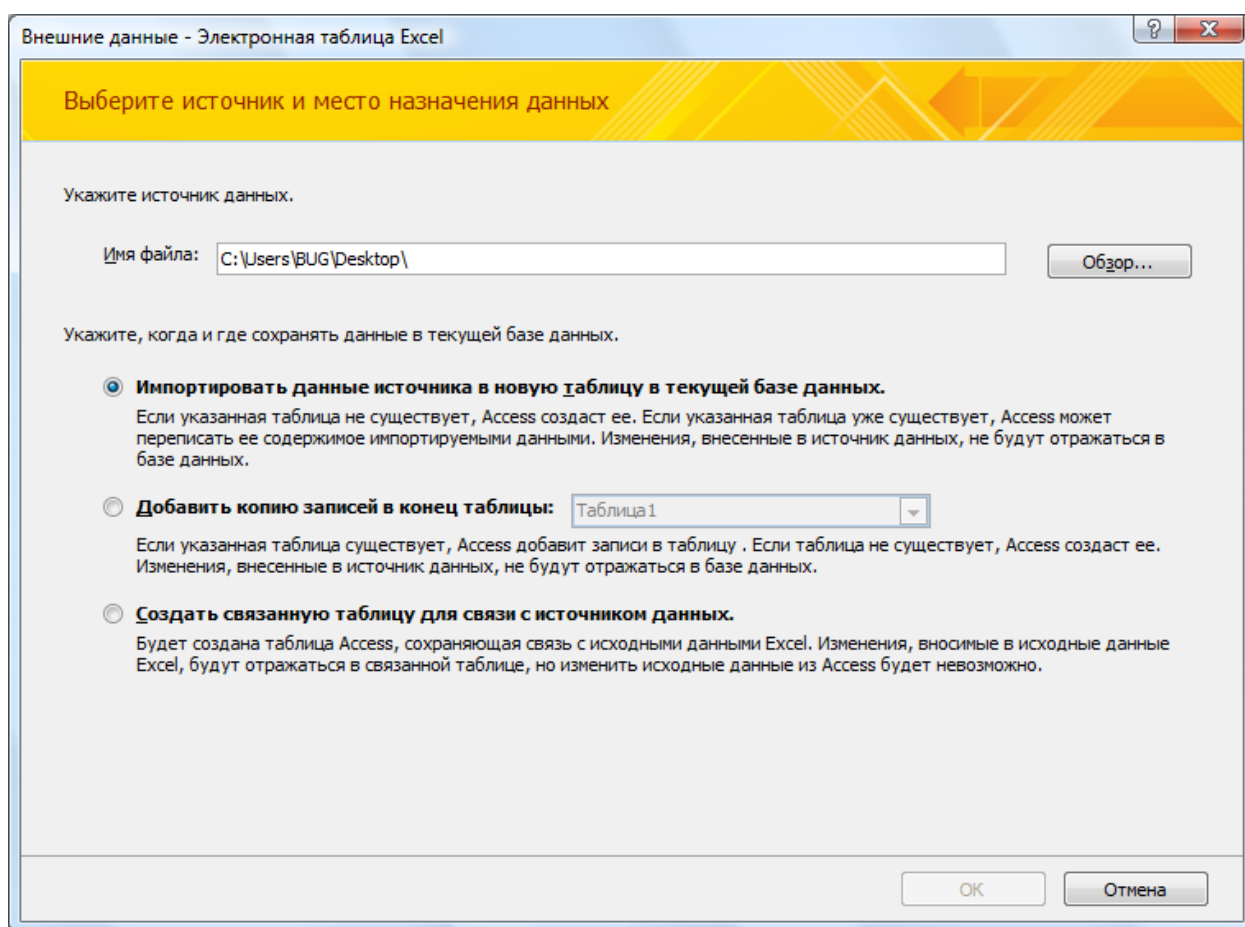 Внешние данные - Электронная таблица Excel
Выберите источник и место назначения данных
Укажите источник данных.
Имя файла: C:\Users\BUG\Desktop\ Обзор...
Укажите, когда и где сохранять данные в текущей базе данных.
Импортировать данные источника в новую таблицу в текущей базе данных.
Если указанная таблица не существует, Access создаст ее. Если указанная таблица уже существует, Access может
переписать ее содержимое импортируемыми данными. Изменения, внесенные в источник данных, не будут отражаться в
базе данных.
Добавить копию записей в конец таблицы: Таблица1
Если указанная таблица существует, Access добавит записи в таблицу . Если таблица не существует, Access создаст ее.
Изменения, внесенные в источник данных, не будут отражаться в базе данных.
Создать связанную таблицу для связи с источником данных.
Будет создана таблица Access, сохраняющая связь с исходными данными Excel. Изменения, вносимые в исходные данные
Excel, будут отражаться в связанной таблице, но изменить исходные данные из Access будет невозможно.
OK Отмена